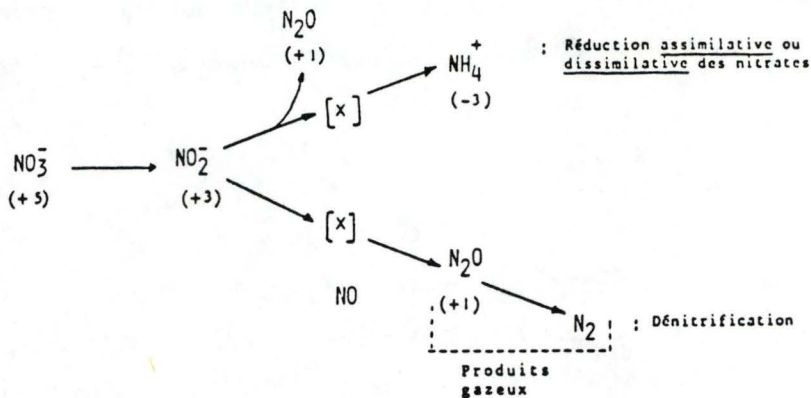 N₂O
(+1)
NH₄⁺ : Réduction assimilative ou
dissimilative des nitrates
(-3)
[x]
NO₃⁻
(+5)
NO₂⁻
(+3)
[x]
NO
N₂O
(+1)
N₂ : Dénitrification
Produits
gazeux